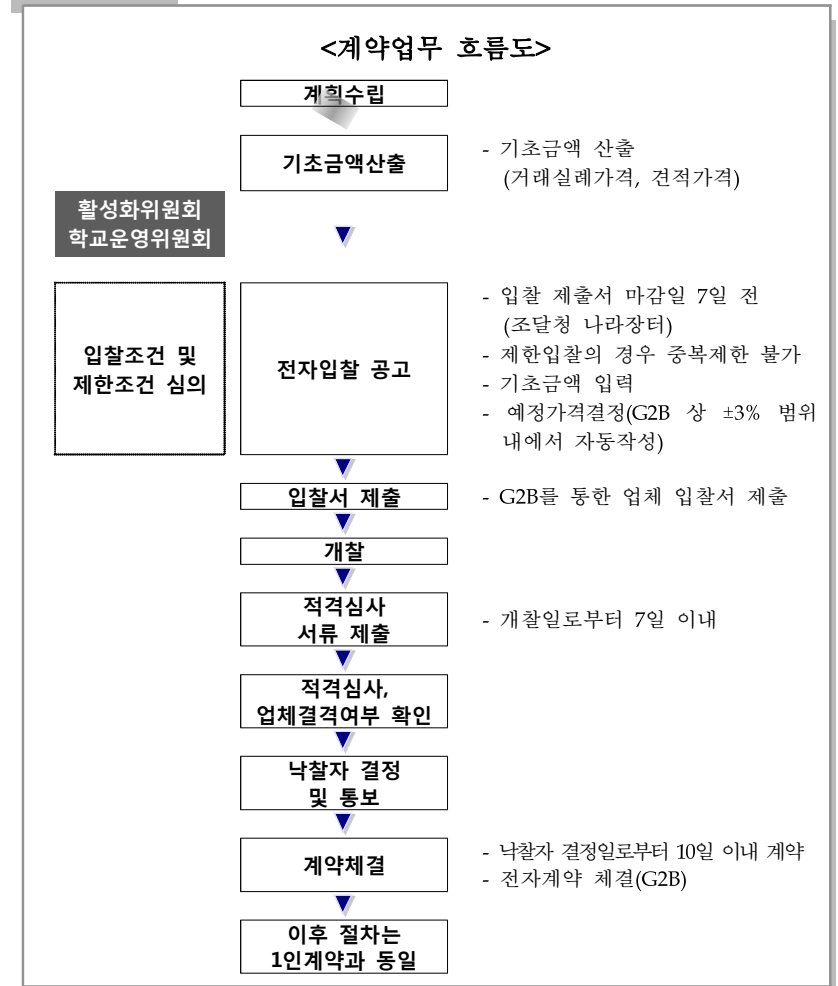 <계약업무 흐름도>
계획수립
기초금액산출
- 기초금액 산출
(거래실례가격, 견적가격)
활성화위원회
학교운영위원회
입찰조건 및
제한조건 심의
전자입찰 공고
- 입찰 제출서 마감일 7일 전
(조달청 나라장터)
- 제한입찰의 경우 중복제한 불가
- 기초금액 입력
- 예정가격결정(G2B 상 ±3% 범위
내에서 자동작성)
입찰서 제출
- G2B를 통한 업체 입찰서 제출
개찰
적격심사
서류 제출
- 개찰일로부터 7일 이내
적격심사,
업체결격여부 확인
낙찰자 결정
및 통보
계약체결
- 낙찰자 결정일로부터 10일 이내 계약
- 전자계약 체결(G2B)
이후 절차는
1인계약과 동일